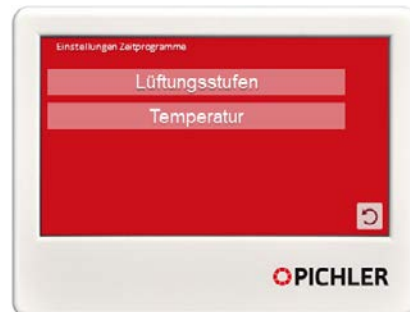 Einstellungen Zeitprogramme
Lüftungsstufen
Temperatur
PICHLER